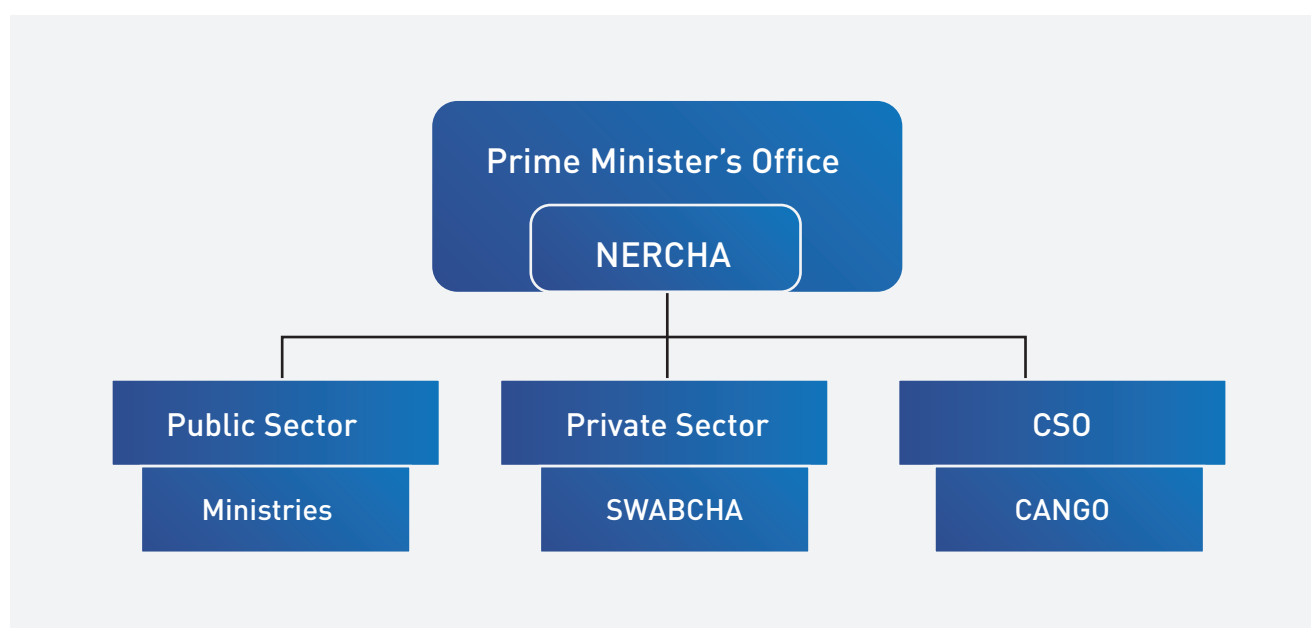 Prime Minister’s Office
NERCHA
Public Sector
Ministries
Private Sector
SWABCHA
CSO
CANGO